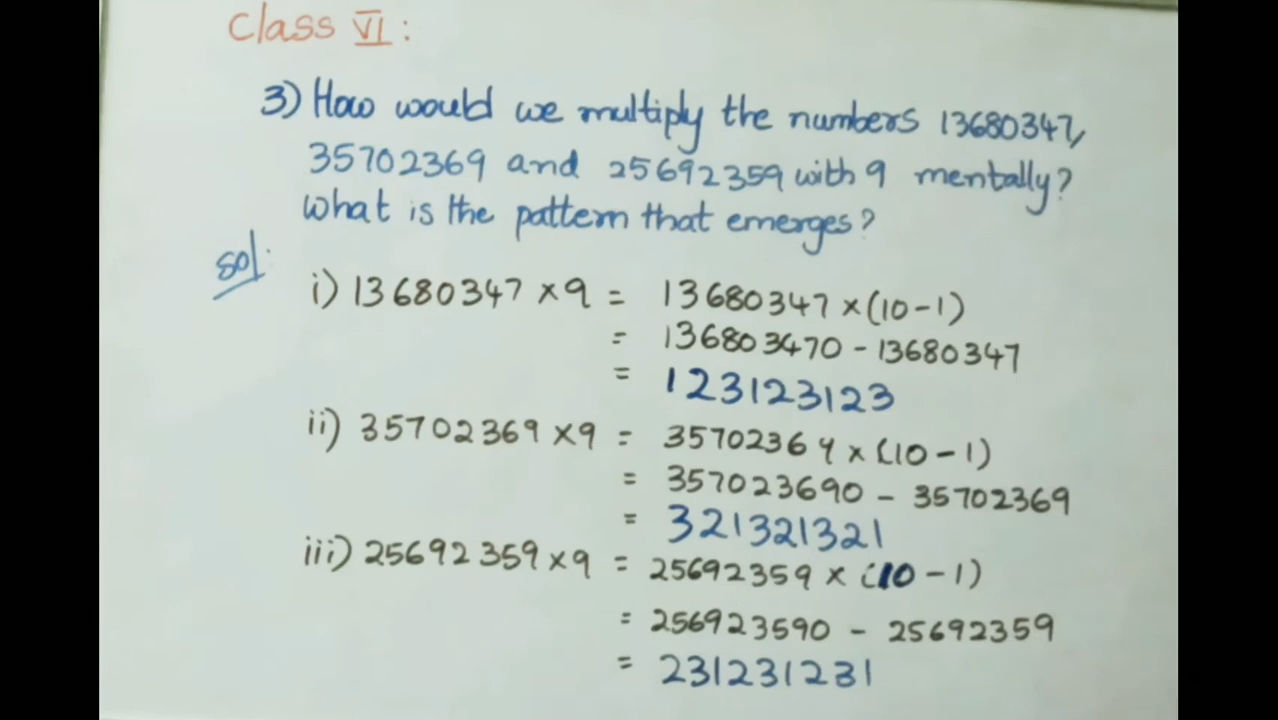 Class VI:
3) How would we multiply the numbers 13680347,
35702369 and 25692359 with 9 mentally?
What is the pattern that emerges?
Sol:
i) 13680347 × 9 = 13680347 × (10-1)
= 136803470 - 13680347
= 123123123
ii) 35702369 × 9 = 35702369 × (10-1)
= 357023690 - 35702369
= 321321321
iii) 25692359 × 9 = 25692359 × (10-1)
= 256923590 - 25692359
= 231231231